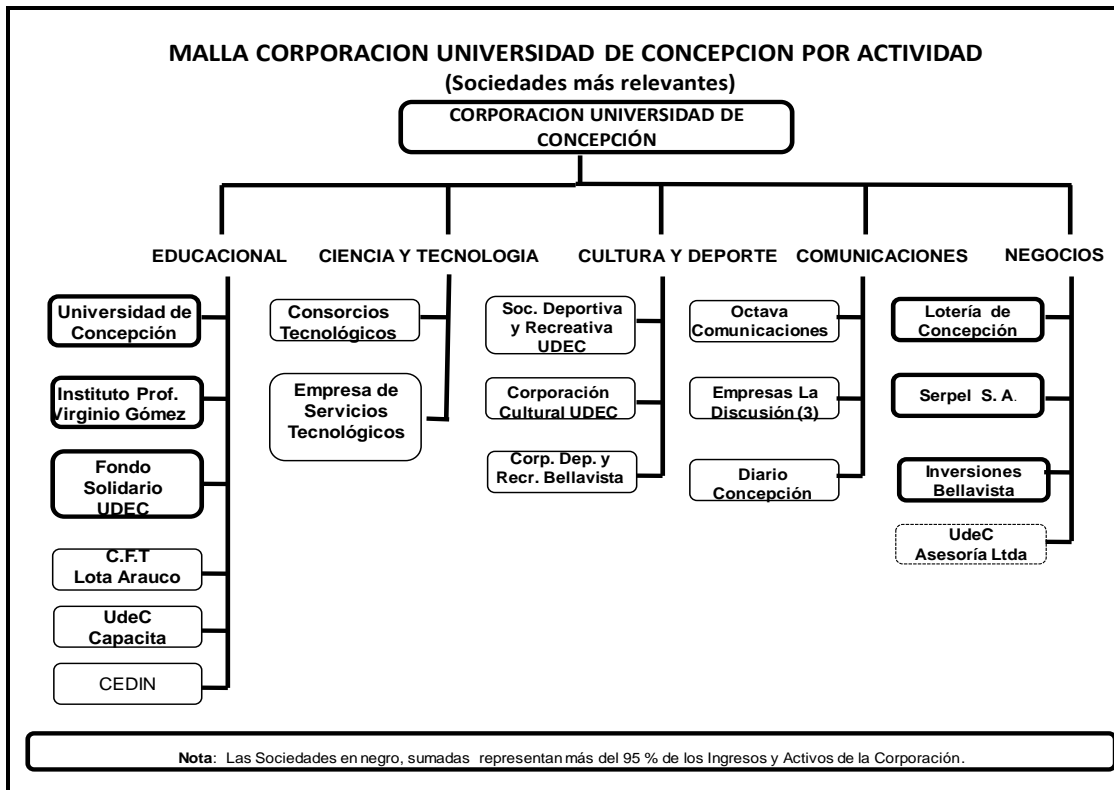 MALLA CORPORACION UNIVERSIDAD DE CONCEPCION POR ACTIVIDAD
(Sociedades más relevantes)
CORPORACION UNIVERSIDAD DE
CONCEPCIÓN
EDUCACIONAL
CIENCIA Y TECNOLOGIA
CULTURA Y DEPORTE
COMUNICACIONES
NEGOCIOS
Universidad de
Concepción
Instituto Prof.
Virginio Gómez
Fondo
Solidario
UDEC
C.F.T
Lota Arauco
UdeC
Capacita
CEDIN
Consorcios
Tecnológicos
Empresa de
Servicios
Tecnológicos
Soc. Deportiva
y Recreativa
UDEC
Corporación
Cultural UDEC
Corp. Dep. y
Recr. Bellavista
Octava
Comunicaciones
Empresas La
Discusión (3)
Diario
Concepción
Lotería de
Concepción
Serpel S. A.
Inversiones
Bellavista
UdeC
Asesoría Ltda
Nota: Las Sociedades en negro, sumadas representan más del 95 % de los Ingresos y Activos de la Corporación.